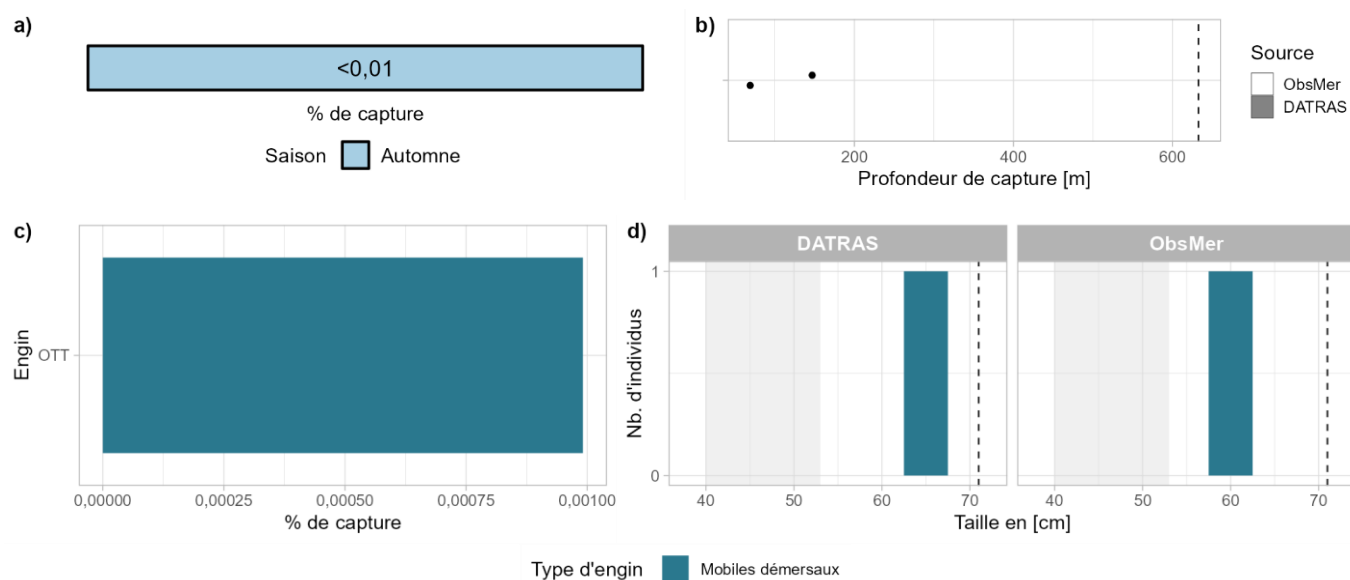 a)
<0,01
% de capture
Saison Automne
b)
200 400 600
Profondeur de capture [m]
Source
ObsMer
DATRAS
c)
Engin
OTT
0,00000 0,00025 0,00050 0,00075 0,00100
% de capture
d)
DATRAS ObsMer
Nb. d'individus
1
0
40 50 60 70 40 50 60 70
Taille en [cm]
Type d'engin Mobiles démersaux